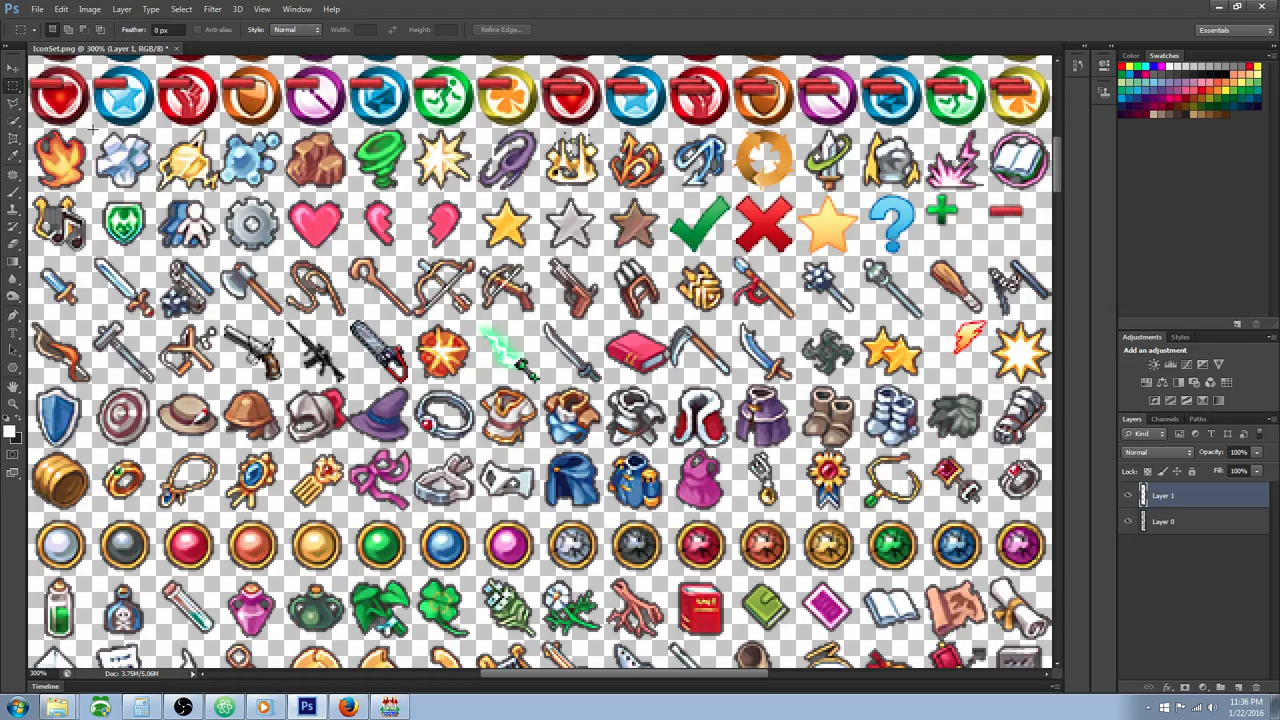 Ps File Edit Image Layer Type Select Filter 3D View Window Help
Feather: 0 px Anti-alias Style: Normal Width: Height: Refine Edge... Essentials
IconSet.png @ 300% (Layer 1, RGB/8) * ×
Color Swatches
Adjustments Styles
Add an adjustment
Layers Channels Paths
Kind
Normal Opacity: 100%
Lock: Fill: 100%
Layer 1
Layer 0
300% Doc: 3.75M/5.06M
Timeline
Ps
11:36 PM
1/22/2016